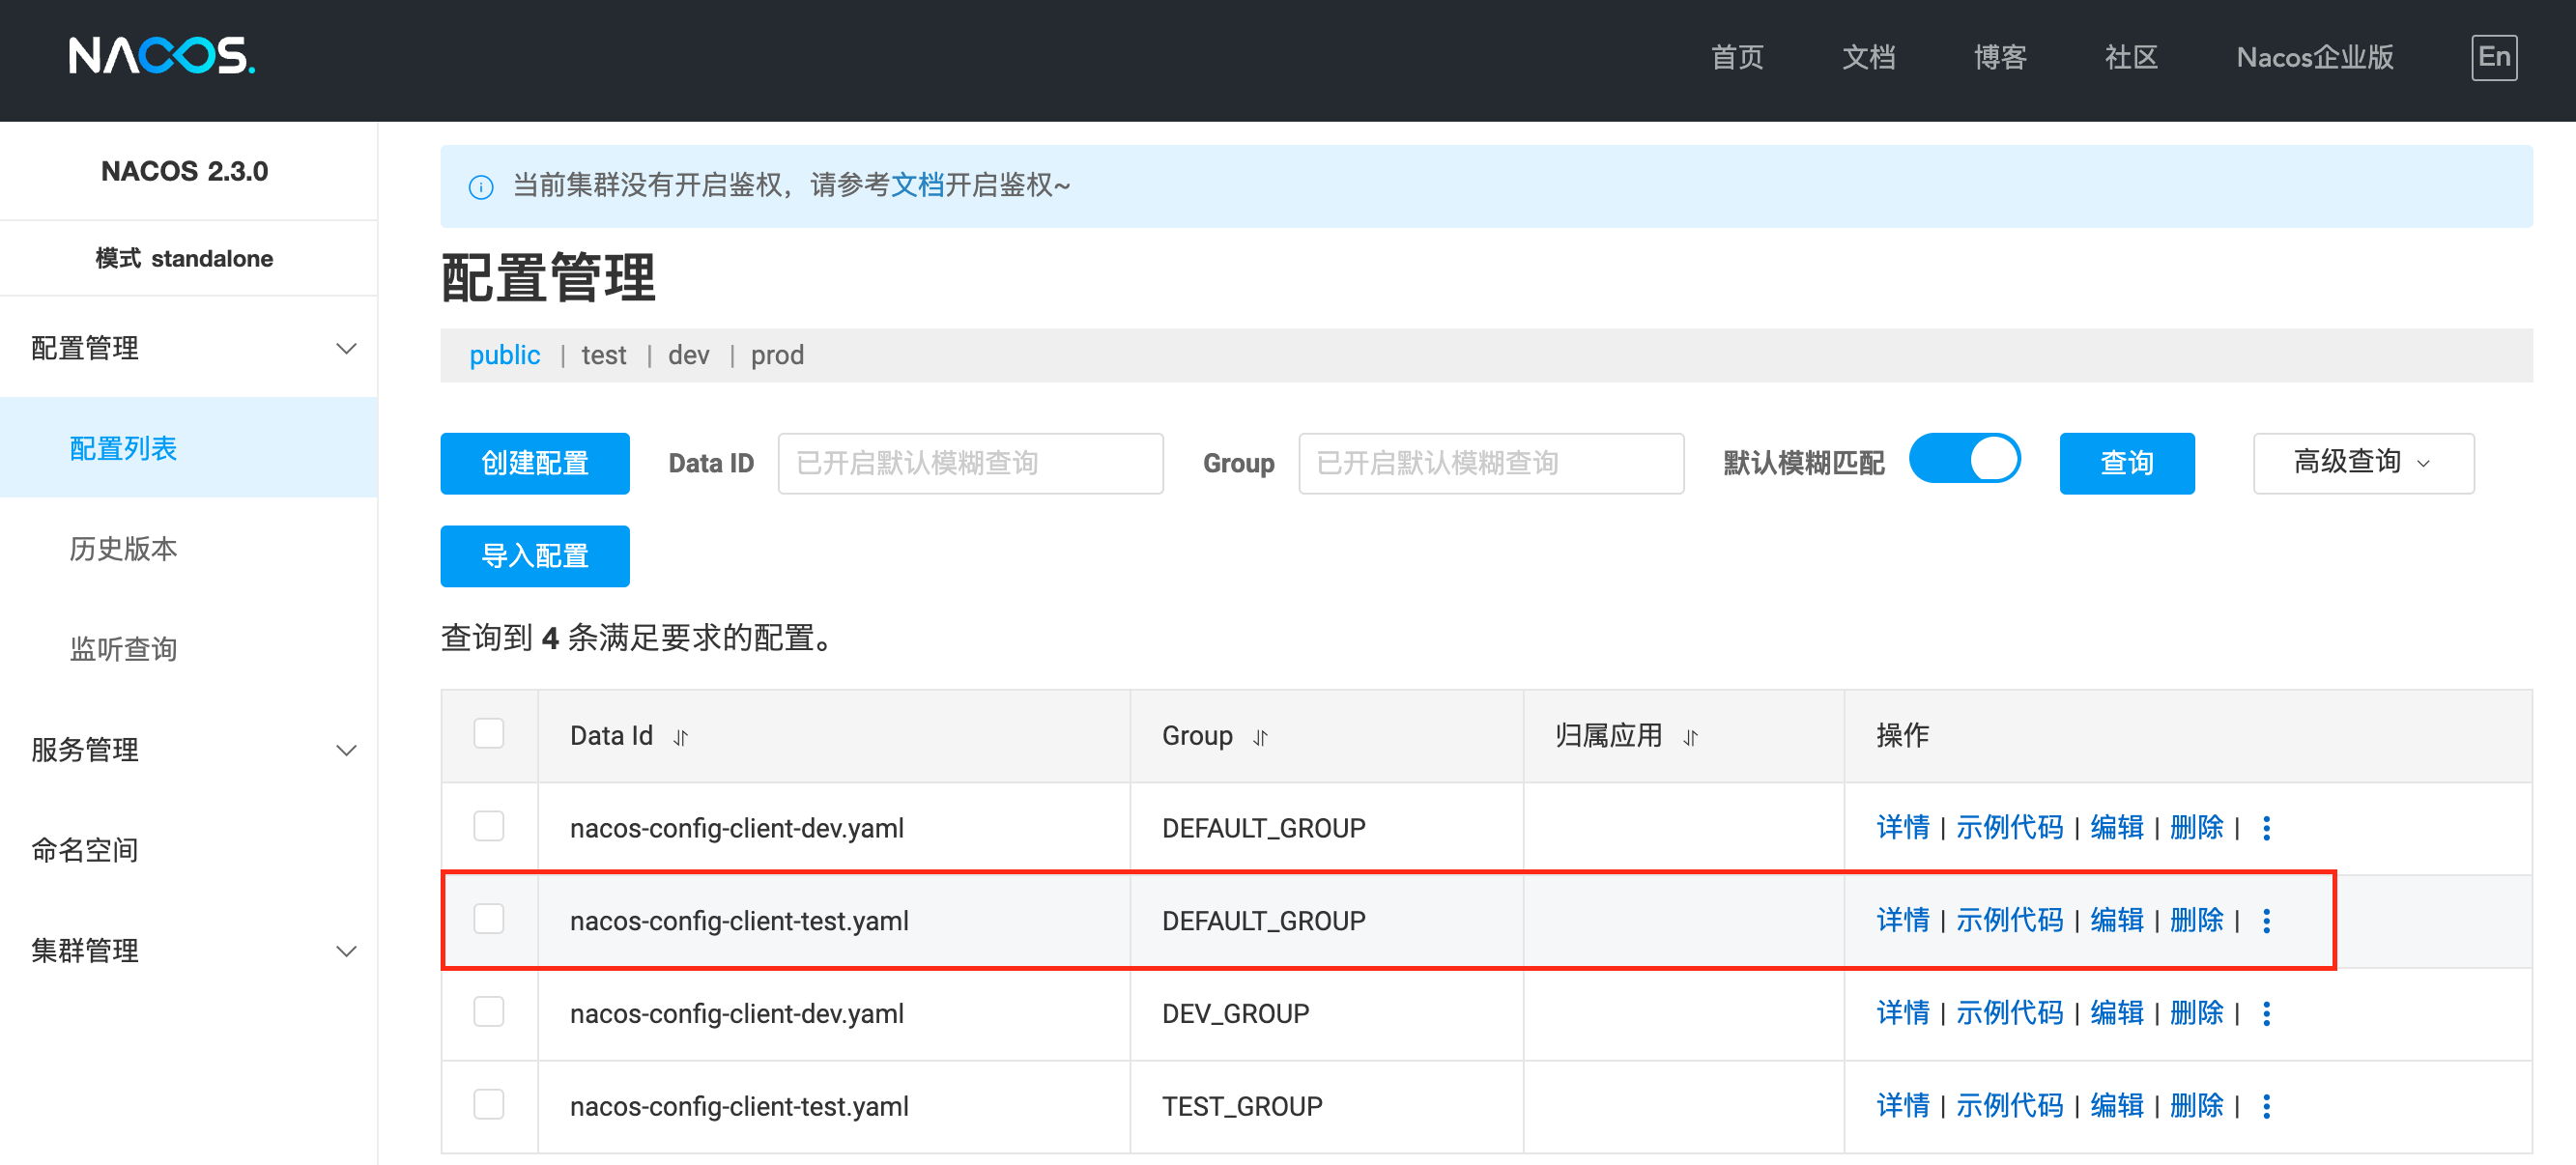 NACOS.
首页 文档 博客 社区 Nacos企业版 En
NACOS 2.3.0
模式 standalone
配置管理
配置列表
历史版本
监听查询
服务管理
命名空间
集群管理
当前集群没有开启鉴权，请参考文档开启鉴权~
配置管理
public | test | dev | prod
创建配置 Data ID 已开启默认模糊查询 Group 已开启默认模糊查询 默认模糊匹配 查询 高级查询
导入配置
查询到 4 条满足要求的配置。
Data Id Group 归属应用 操作
nacos-config-client-dev.yaml DEFAULT_GROUP 详情 | 示例代码 | 编辑 | 删除 |
nacos-config-client-test.yaml DEFAULT_GROUP 详情 | 示例代码 | 编辑 | 删除 |
nacos-config-client-dev.yaml DEV_GROUP 详情 | 示例代码 | 编辑 | 删除 |
nacos-config-client-test.yaml TEST_GROUP 详情 | 示例代码 | 编辑 | 删除 |